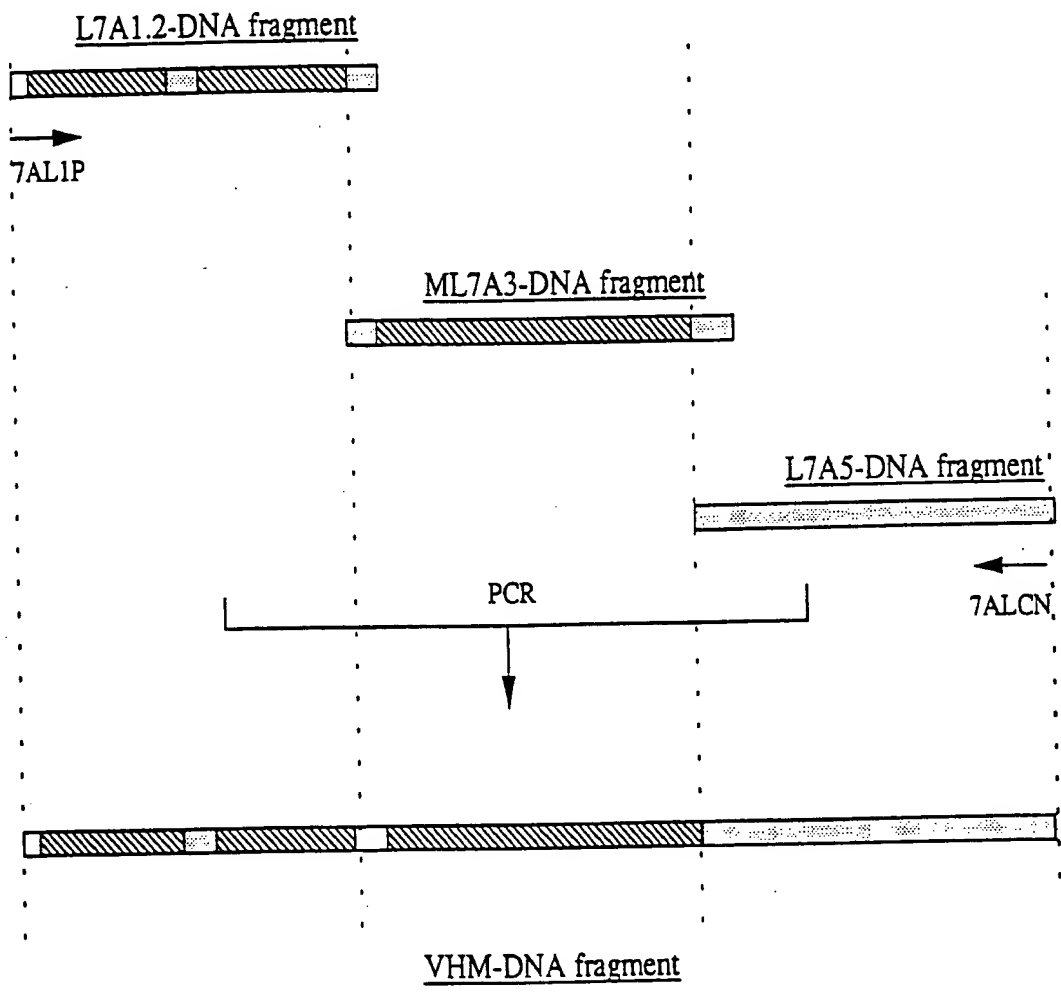 L7A1.2-DNA fragment
7AL1P
ML7A3-DNA fragment
L7A5-DNA fragment
PCR
7ALCN
VHM-DNA fragment